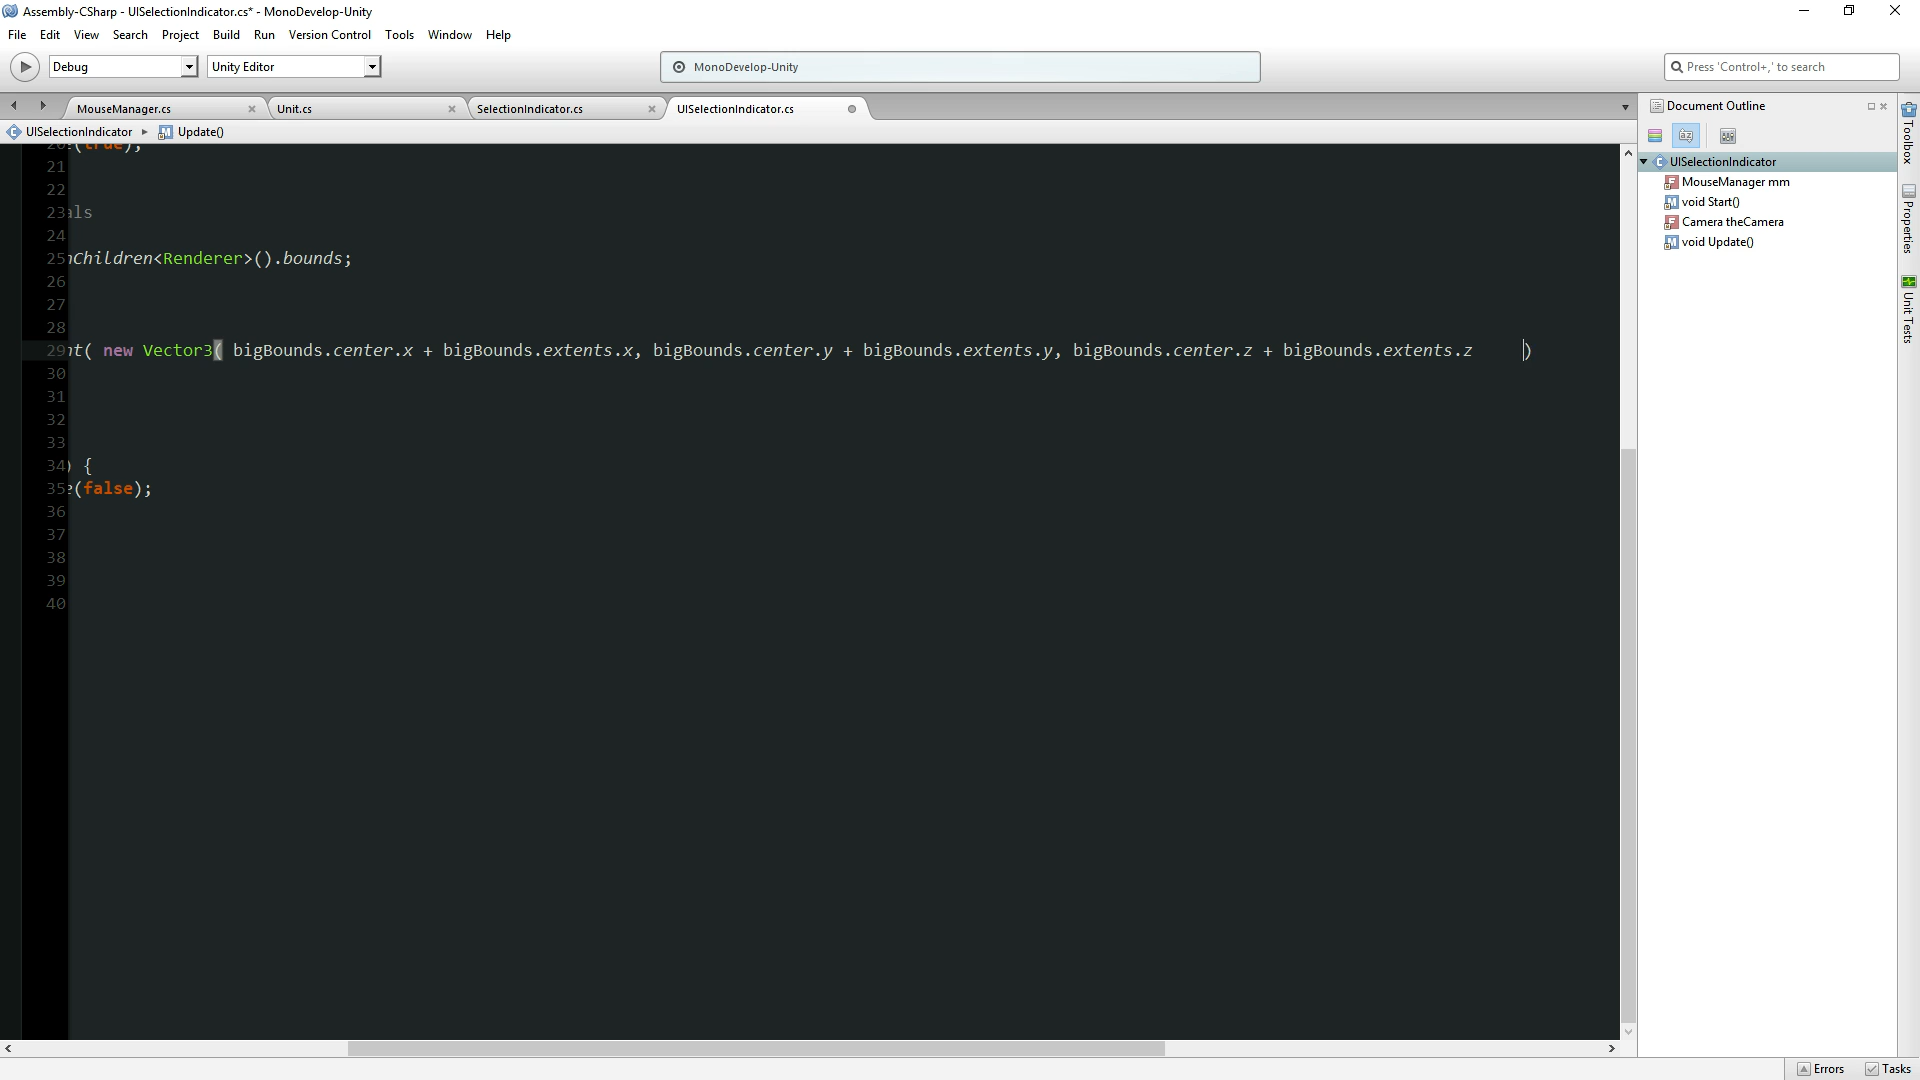 Assembly-CSharp - UISelectionIndicator.cs* - MonoDevelop-Unity
File Edit View Search Project Build Run Version Control Tools Window Help
Debug Unity Editor MonoDevelop-Unity Press 'Control+,' to search
MouseManager.cs Unit.cs SelectionIndicator.cs UISelectionIndicator.cs
UISelectionIndicator Update()
Document Outline
UISelectionIndicator
MouseManager mm
void Start()
Camera theCamera
void Update()
Toolbox
Properties
Unit Tests
20 (true);
21
22
23 als
24
25 Children<Renderer>().bounds;
26
27
28
29 nt( new Vector3( bigBounds.center.x + bigBounds.extents.x, bigBounds.center.y + bigBounds.extents.y, bigBounds.center.z + bigBounds.extents.z )
30
31
32
33
34 ) {
35 (false);
36
37
38
39
40
Errors Tasks